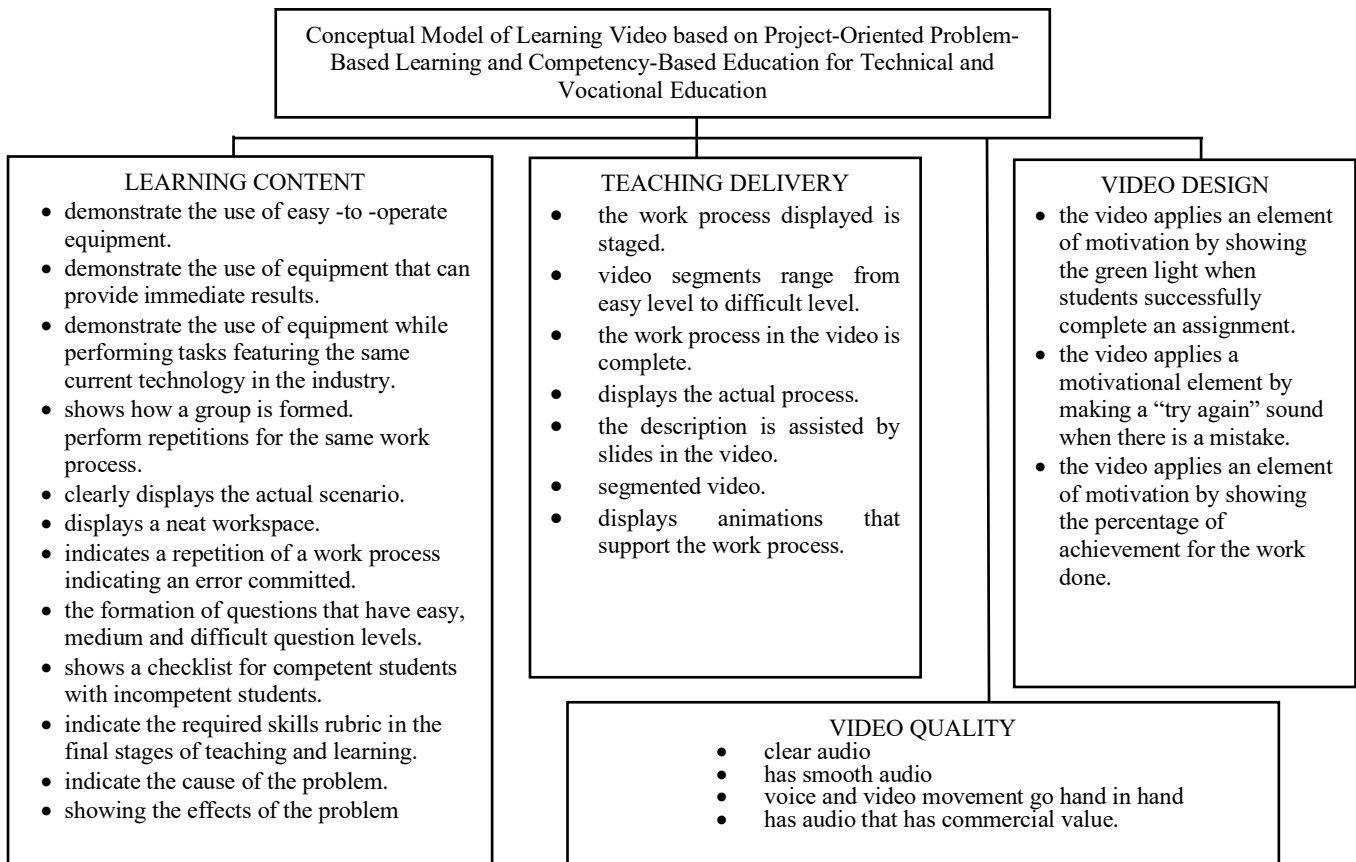 Conceptual Model of Learning Video based on Project-Oriented Problem-
Based Learning and Competency-Based Education for Technical and
Vocational Education
LEARNING CONTENT
• demonstrate the use of easy -to -operate
equipment.
• demonstrate the use of equipment that can
provide immediate results.
• demonstrate the use of equipment while
performing tasks featuring the same
current technology in the industry.
• shows how a group is formed.
perform repetitions for the same work
process.
• clearly displays the actual scenario.
• displays a neat workspace.
• indicates a repetition of a work process
indicating an error committed.
• the formation of questions that have easy,
medium and difficult question levels.
• shows a checklist for competent students
with incompetent students.
• indicate the required skills rubric in the
final stages of teaching and learning.
• indicate the cause of the problem.
• showing the effects of the problem
TEACHING DELIVERY
• the work process displayed is
staged.
• video segments range from
easy level to difficult level.
• the work process in the video is
complete.
• displays the actual process.
• the description is assisted by
slides in the video.
• segmented video.
• displays animations that
support the work process.
VIDEO DESIGN
• the video applies an element
of motivation by showing
the green light when
students successfully
complete an assignment.
• the video applies a
motivational element by
making a “try again” sound
when there is a mistake.
• the video applies an element
of motivation by showing
the percentage of
achievement for the work
done.
VIDEO QUALITY
• clear audio
• has smooth audio
• voice and video movement go hand in hand
• has audio that has commercial value.